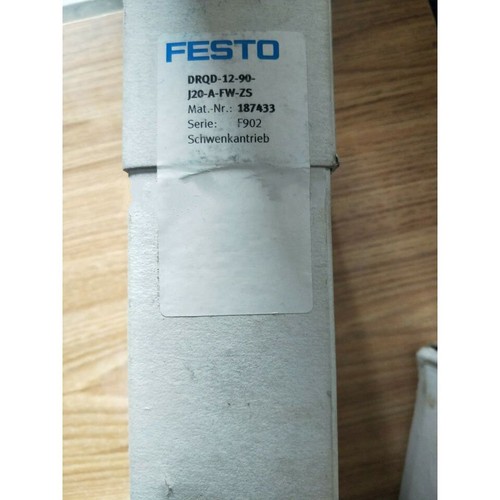 FESTO
DRQD-12-90-
J20-A-FW-ZS
Mat.-Nr.: 187433
Serie: F902
Schwenkantrieb